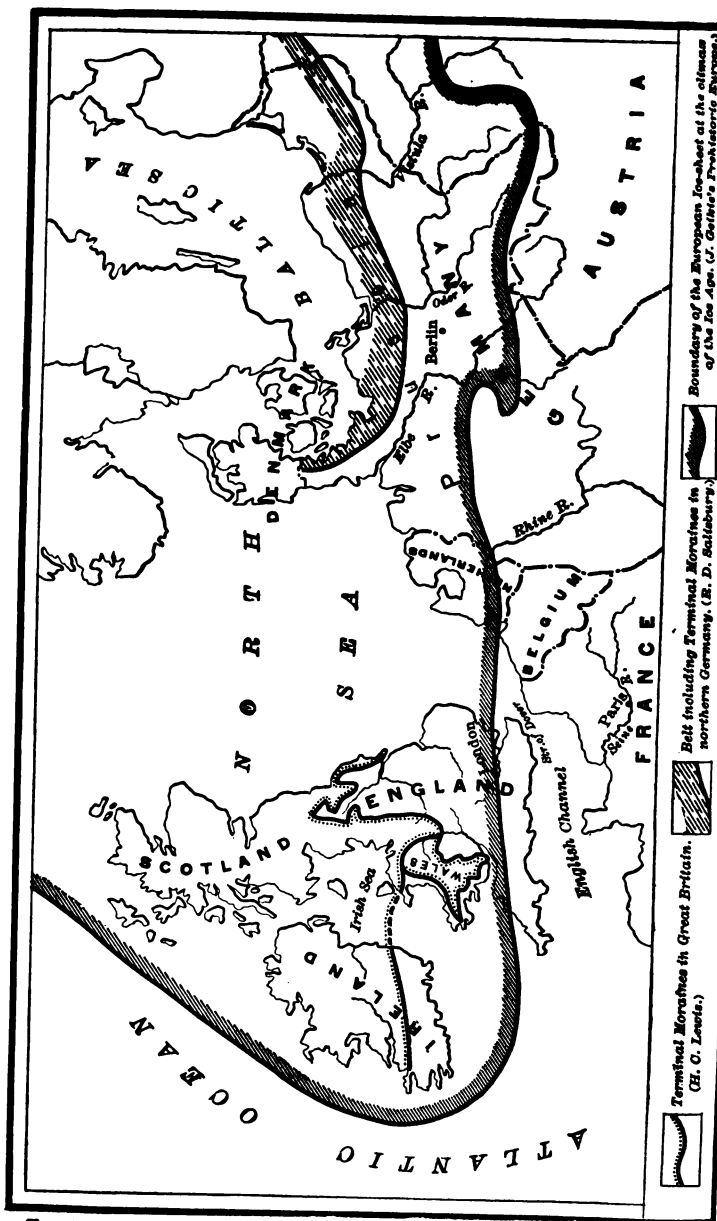 ATLANTIC
OCEAN
SCOTLAND
IRELAND
Irish Sea
ENGLAND
WALES
London
Str. of Dover
English Channel
NORTH
SEA
DENMARK
BALTIC SEA
NETHERLANDS
BELGIUM
Paris
Seine R.
FRANCE
Rhine R.
Elbe R.
Berlin
Oder R.
Vistula R.
GERMANY
AUSTRIA
Terminal Moraines in Great Britain.
(H. C. Lewis.)
Belt including Terminal Moraines in
northern Germany. (R. D. Salisbury.)
Boundary of the European Ice-sheet at the climax
of the Ice Age. (J. Geikie's Prehistoric Europe.)